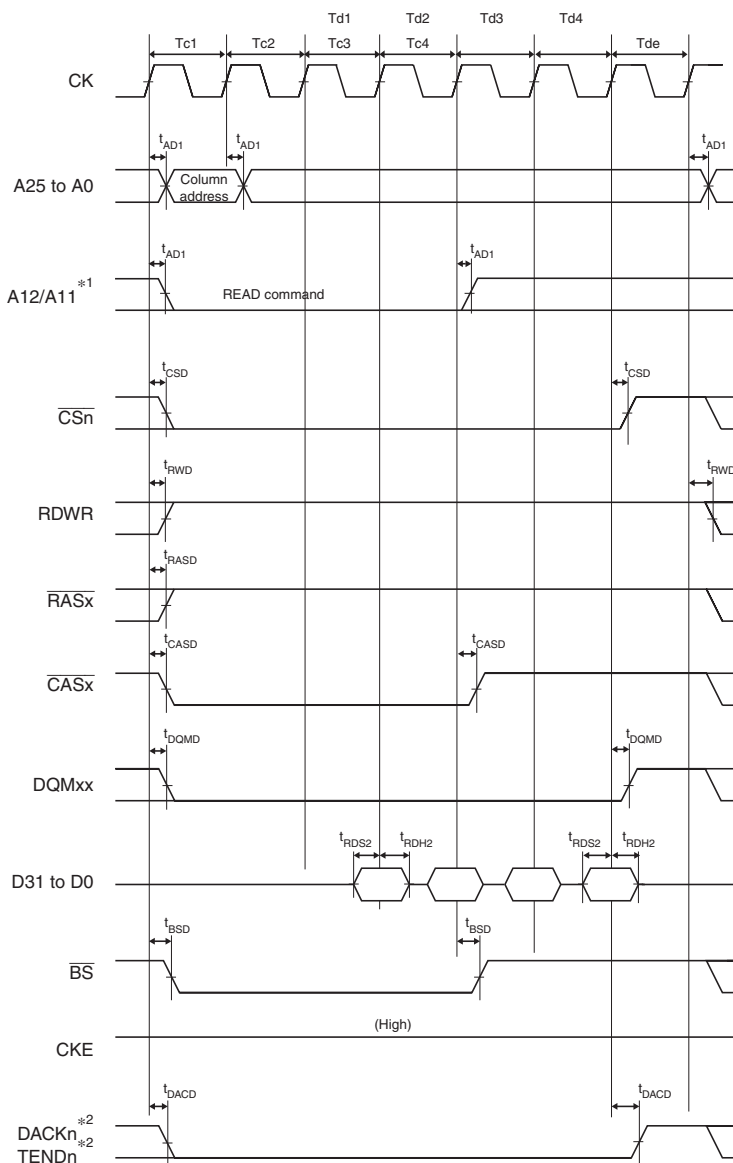 Td1 Td2 Td3 Td4
Tc1 Tc2 Tc3 Tc4 Tde
CK
tAD1 tAD1 tAD1
A25 to A0
Column
address
tAD1 tAD1
A12/A11*1
READ command
tCSD tCSD
CSn
tRWD tRWD
RDWR
tRASD
RASx
tCASD tCASD
CASx
tDQMD tDQMD
DQMxx
tRDS2 tRDH2 tRDS2 tRDH2
D31 to D0
tBSD tBSD
BS
(High)
CKE
tDACD tDACD
DACKn*2
TENDn*2